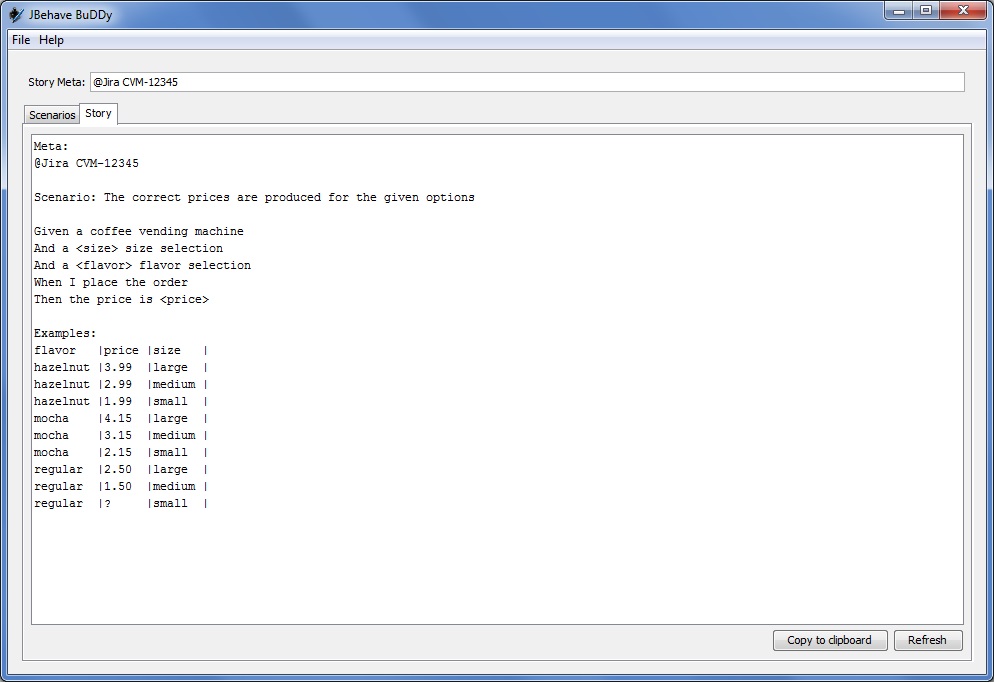 JBehave BuDDy
File Help
Story Meta: @Jira CVM-12345
Scenarios Story
Meta:
@Jira CVM-12345
Scenario: The correct prices are produced for the given options
Given a coffee vending machine
And a <size> size selection
And a <flavor> flavor selection
When I place the order
Then the price is <price>
Examples:
flavor   |price |size   |
hazelnut |3.99  |large  |
hazelnut |2.99  |medium |
hazelnut |1.99  |small  |
mocha    |4.15  |large  |
mocha    |3.15  |medium |
mocha    |2.15  |small  |
regular  |2.50  |large  |
regular  |1.50  |medium |
regular  |?     |small  |
Copy to clipboard Refresh